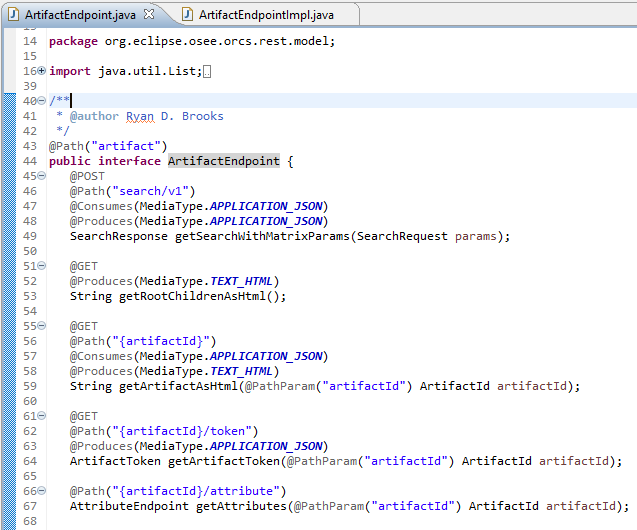 ArtifactEndpoint.java ArtifactEndpointImpl.java
13
14 package org.eclipse.osee.orcs.rest.model;
15
16 import java.util.List;
39
40 /**
41 * @author Ryan D. Brooks
42 */
43 @Path("artifact")
44 public interface ArtifactEndpoint {
45 @POST
46 @Path("search/v1")
47 @Consumes(MediaType.APPLICATION_JSON)
48 @Produces(MediaType.APPLICATION_JSON)
49 SearchResponse getSearchWithMatrixParams(SearchRequest params);
50
51 @GET
52 @Produces(MediaType.TEXT_HTML)
53 String getRootChildrenAsHtml();
54
55 @GET
56 @Path("{artifactId}")
57 @Consumes(MediaType.APPLICATION_JSON)
58 @Produces(MediaType.TEXT_HTML)
59 String getArtifactAsHtml(@PathParam("artifactId") ArtifactId artifactId);
60
61 @GET
62 @Path("{artifactId}/token")
63 @Produces(MediaType.APPLICATION_JSON)
64 ArtifactToken getArtifactToken(@PathParam("artifactId") ArtifactId artifactId);
65
66 @Path("{artifactId}/attribute")
67 AttributeEndpoint getAttributes(@PathParam("artifactId") ArtifactId artifactId);
68